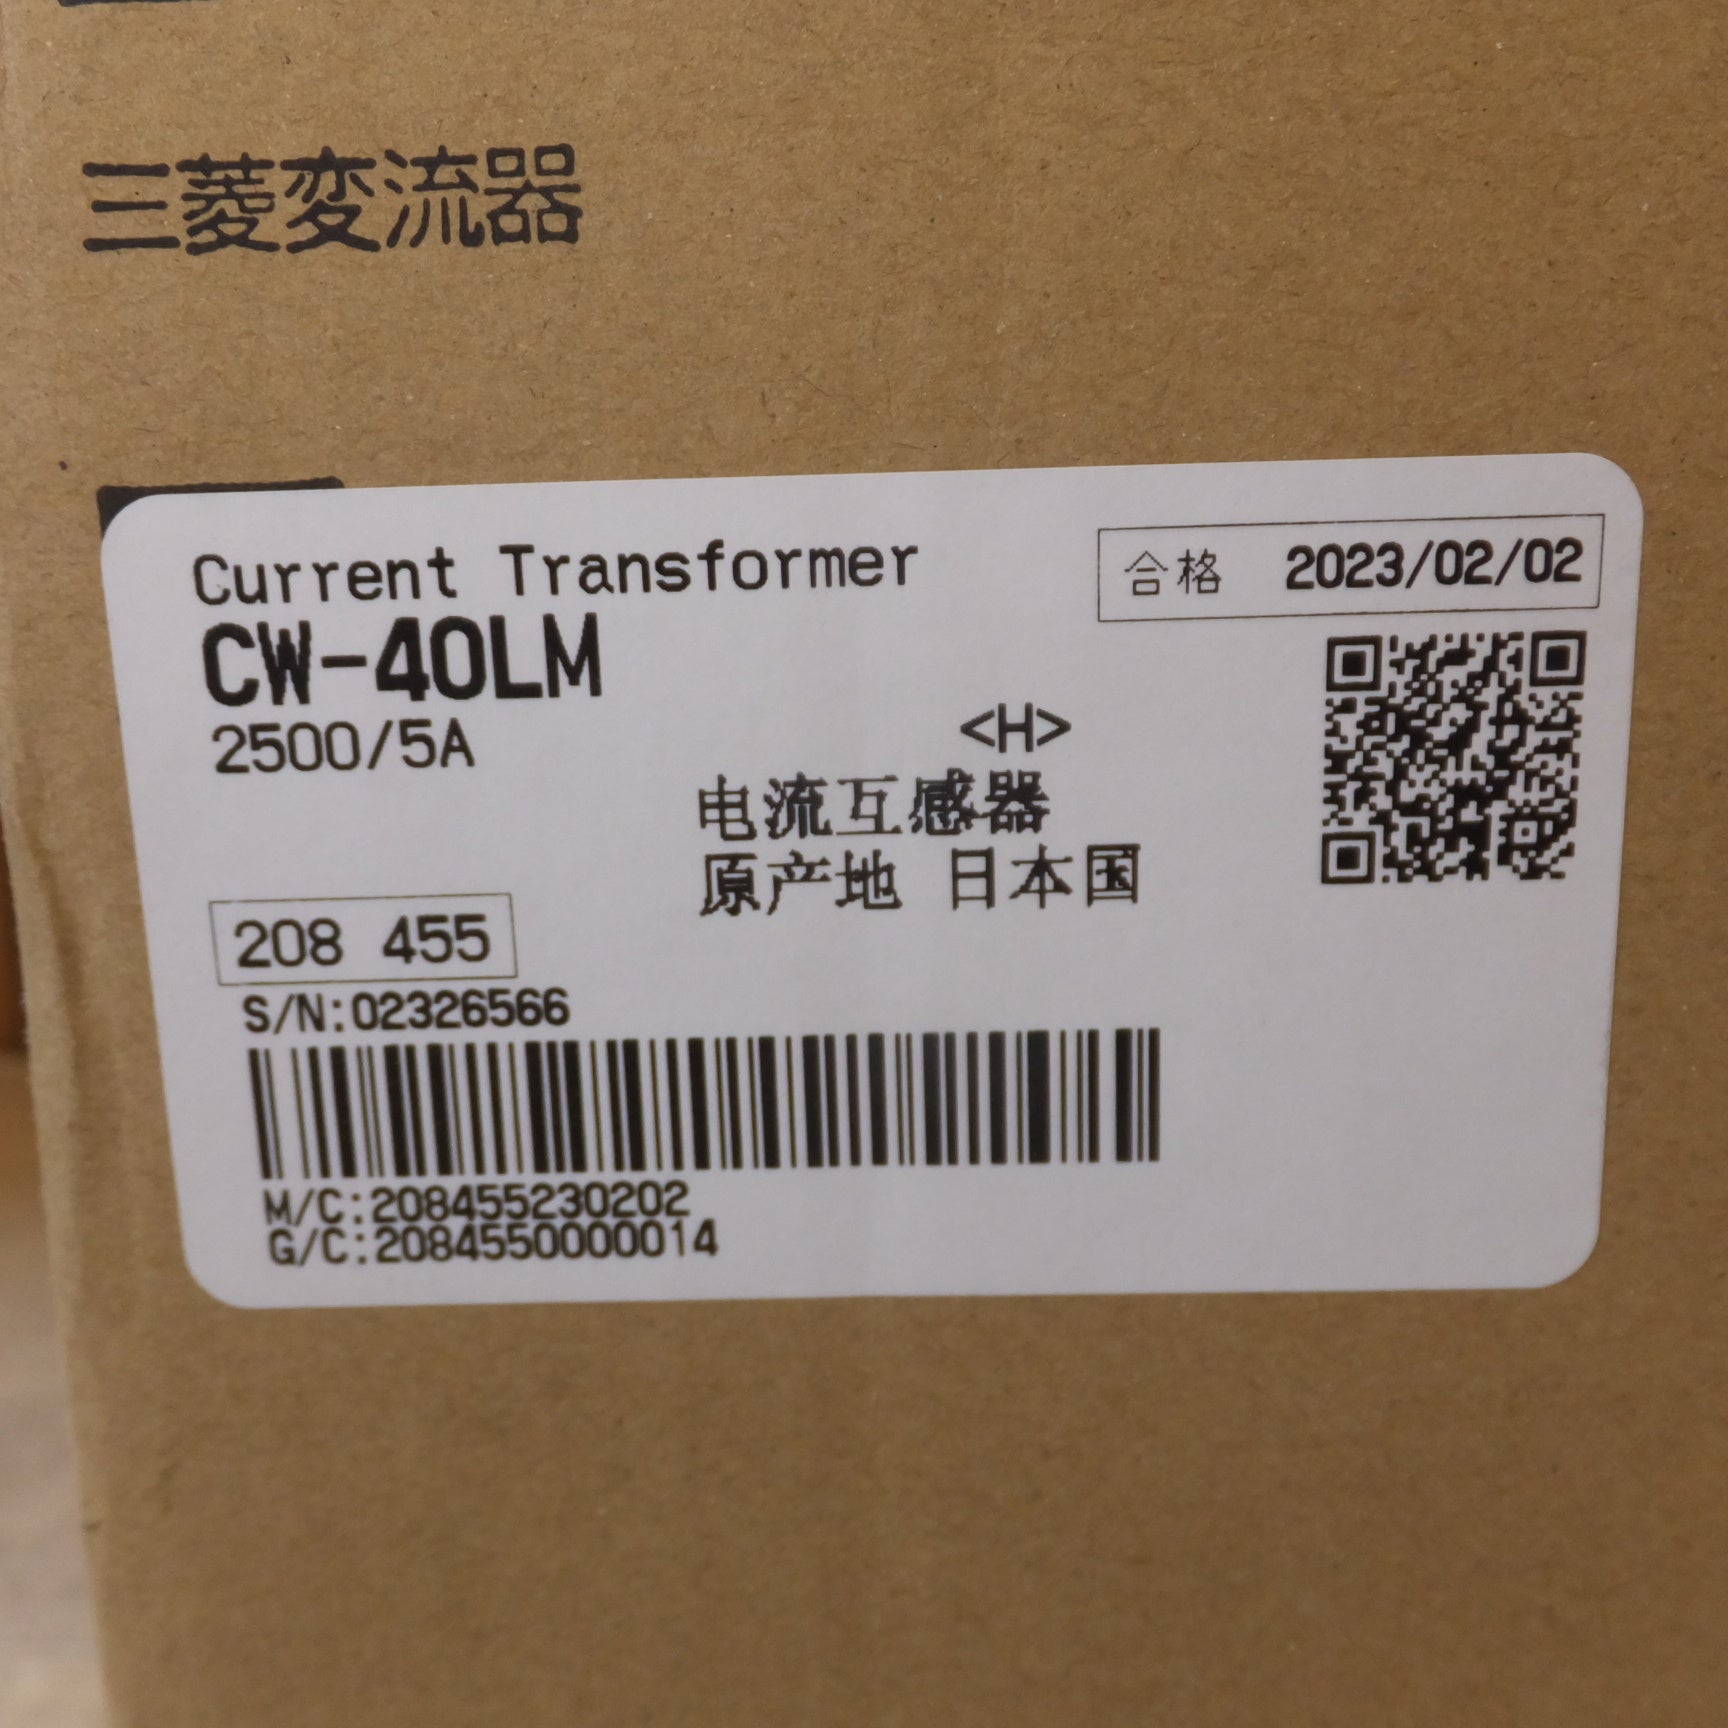 三菱変流器
Current Transformer
合格 2023/02/02
CW-40LM
2500/5A
<H>
电流互感器
原产地 日本国
208 455
S/N:02326566
M/C:208455230202
G/C:2084550000014